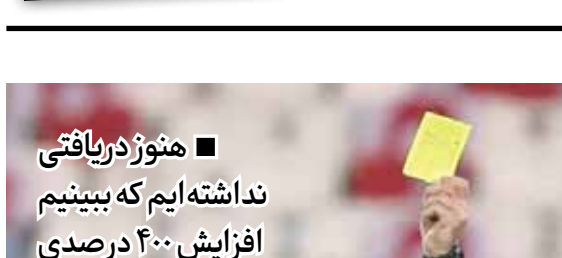 ■ هنوز دریافتی
نداشته‌ایم که ببینیم
افزایش ۴۰۰ درصدی